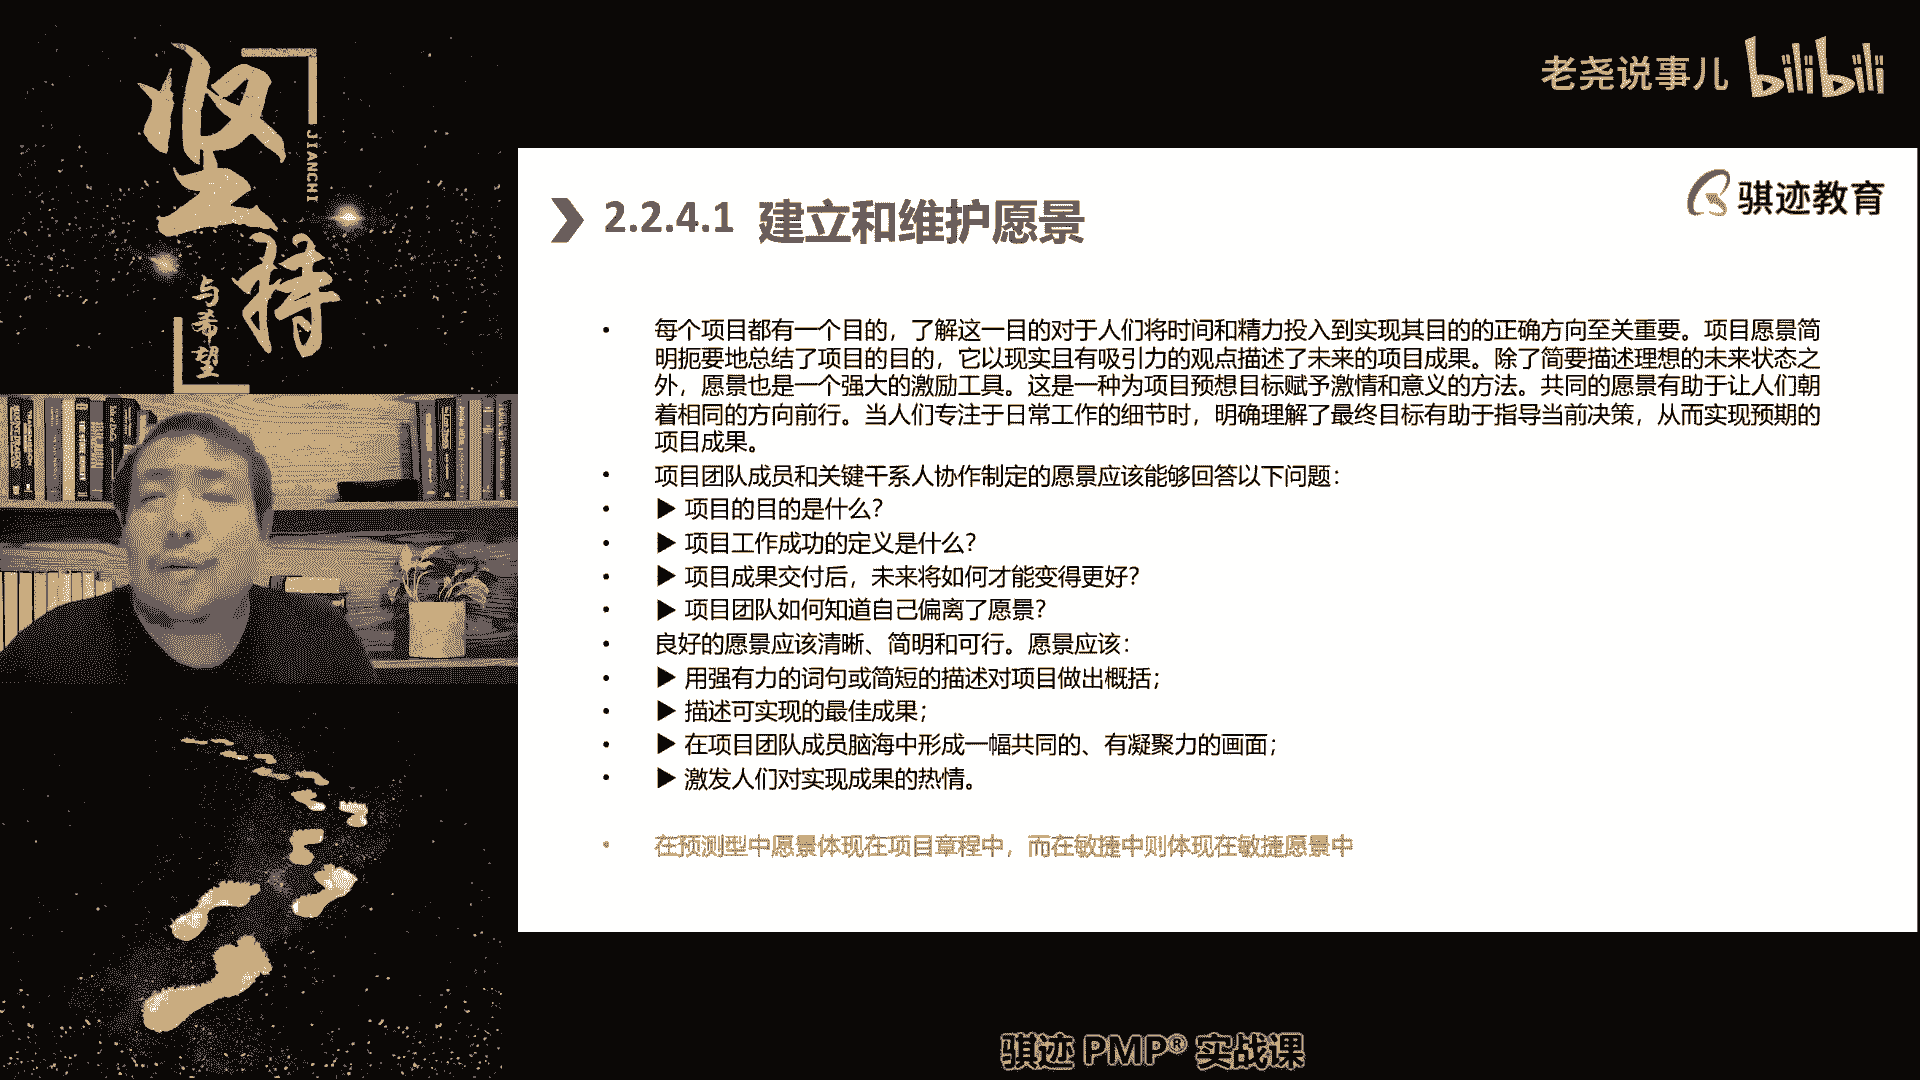 坚持
JIANCHI
与希望
老尧说事儿 bilibili
骐迹教育
2.2.4.1 建立和维护愿景
• 每个项目都有一个目的，了解这一目的对于人们将时间和精力投入到实现其目的的正确方向至关重要。项目愿景简
明扼要地总结了项目的目的，它以现实且有吸引力的观点描述了未来的项目成果。除了简要描述理想的未来状态之
外，愿景也是一个强大的激励工具。这是一种为项目预想目标赋予激情和意义的方法。共同的愿景有助于让人们朝
着相同的方向前行。当人们专注于日常工作的细节时，明确理解了最终目标有助于指导当前决策，从而实现预期的
项目成果。
• 项目团队成员和关键干系人协作制定的愿景应该能够回答以下问题：
• ▶ 项目的目的是什么？
• ▶ 项目工作成功的定义是什么？
• ▶ 项目成果交付后，未来将如何才能变得更好？
• ▶ 项目团队如何知道自己偏离了愿景？
• 良好的愿景应该清晰、简明和可行。愿景应该：
• ▶ 用强有力的词句或简短的描述对项目做出概括；
• ▶ 描述可实现的最佳成果；
• ▶ 在项目团队成员脑海中形成一幅共同的、有凝聚力的画面；
• ▶ 激发人们对实现成果的热情。
• 在预测型中愿景体现在项目章程中，而在敏捷中则体现在敏捷愿景中
骐迹 PMP® 实战课